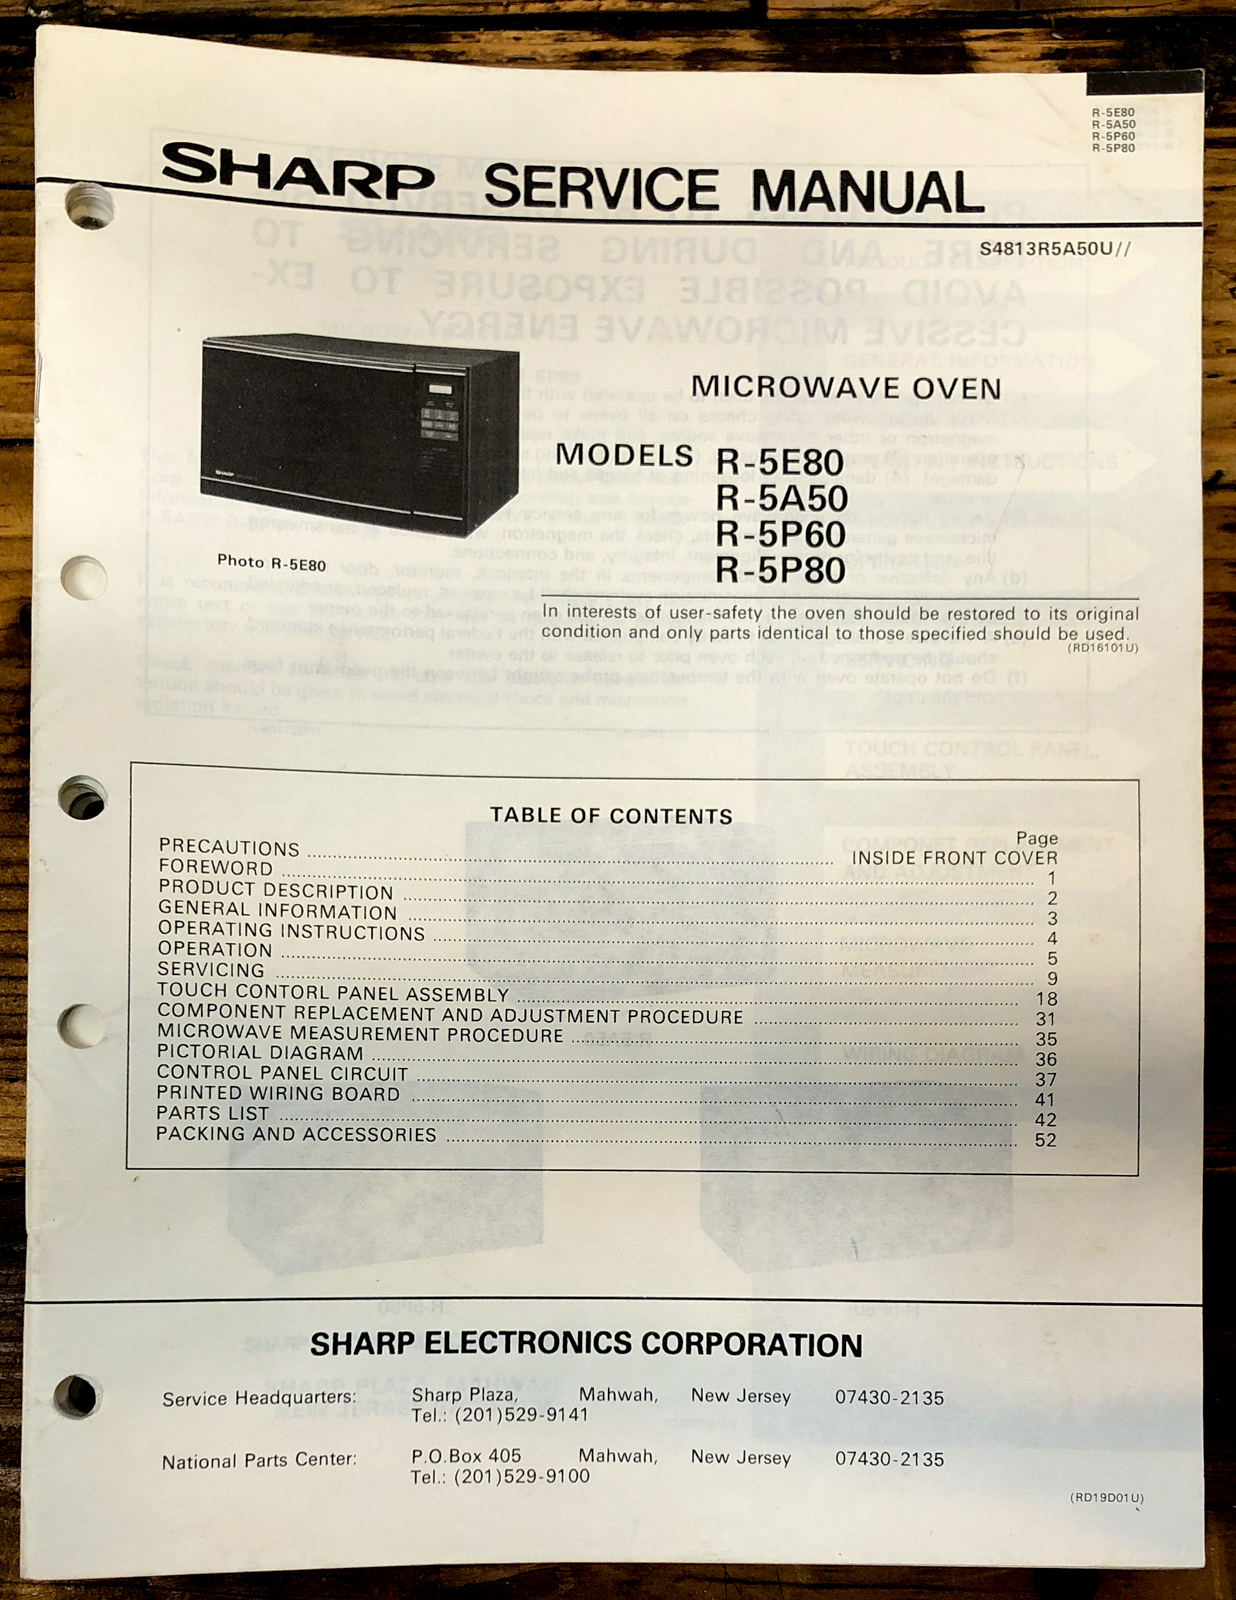 R-5E80
R-5A50
R-5P60
R-5P80
SHARP SERVICE MANUAL
S4813R5A50U//
SHARP
Photo R-5E80
MICROWAVE OVEN
MODELS R-5E80
R-5A50
R-5P60
R-5P80
In interests of user-safety the oven should be restored to its original
condition and only parts identical to those specified should be used.
(RD16101U)
TABLE OF CONTENTS
Page
PRECAUTIONS ........ INSIDE FRONT COVER
FOREWORD ........ 1
PRODUCT DESCRIPTION ........ 2
GENERAL INFORMATION ........ 3
OPERATING INSTRUCTIONS ........ 4
OPERATION ........ 5
SERVICING ........ 9
TOUCH CONTORL PANEL ASSEMBLY ........ 18
COMPONENT REPLACEMENT AND ADJUSTMENT PROCEDURE ........ 31
MICROWAVE MEASUREMENT PROCEDURE ........ 35
PICTORIAL DIAGRAM ........ 36
CONTROL PANEL CIRCUIT ........ 37
PRINTED WIRING BOARD ........ 41
PARTS LIST ........ 42
PACKING AND ACCESSORIES ........ 52
SHARP ELECTRONICS CORPORATION
Service Headquarters: Sharp Plaza, Mahwah, New Jersey 07430-2135
Tel.: (201)529-9141
National Parts Center: P.O.Box 405 Mahwah, New Jersey 07430-2135
Tel.: (201)529-9100
(RD19D01U)